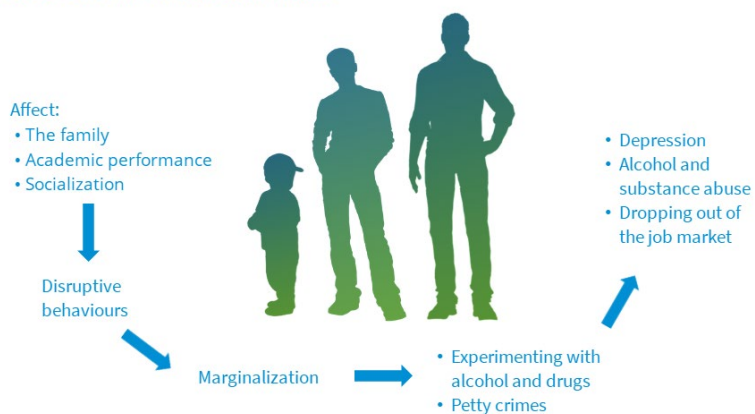 Affect:
• The family
• Academic performance
• Socialization
Disruptive
behaviours
Marginalization
• Experimenting with
alcohol and drugs
• Petty crimes
• Depression
• Alcohol and
substance abuse
• Dropping out of
the job market